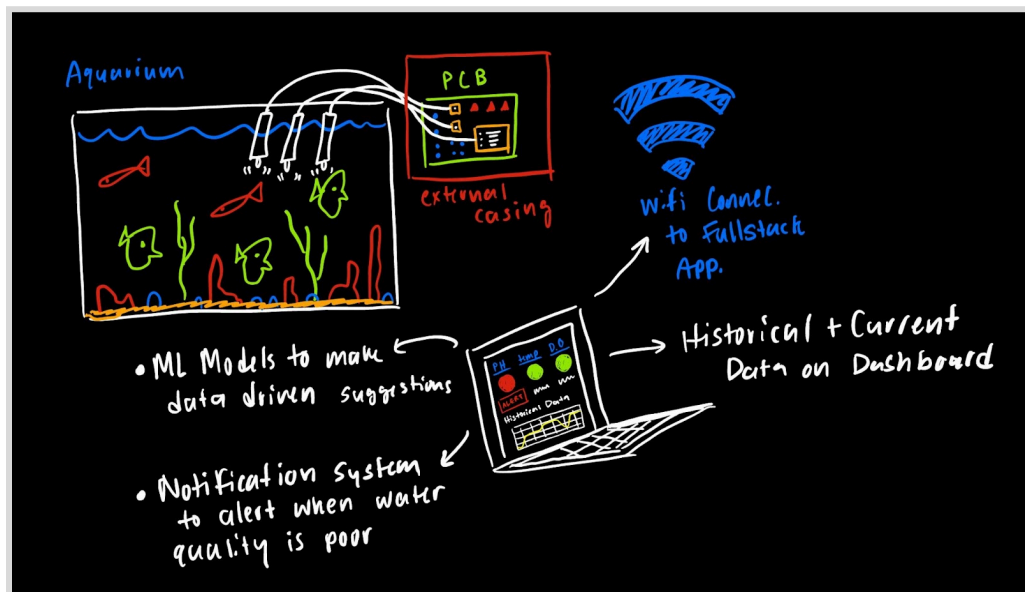 Aquarium
PCB
external
casing
Wifi Connec.
to Fullstack
App.
Historical + Current
Data on Dashboard
PH temp D.O
ALERT
Historical Data
• ML Models to make
data driven suggestions
• Notification system
to alert when water
quality is poor